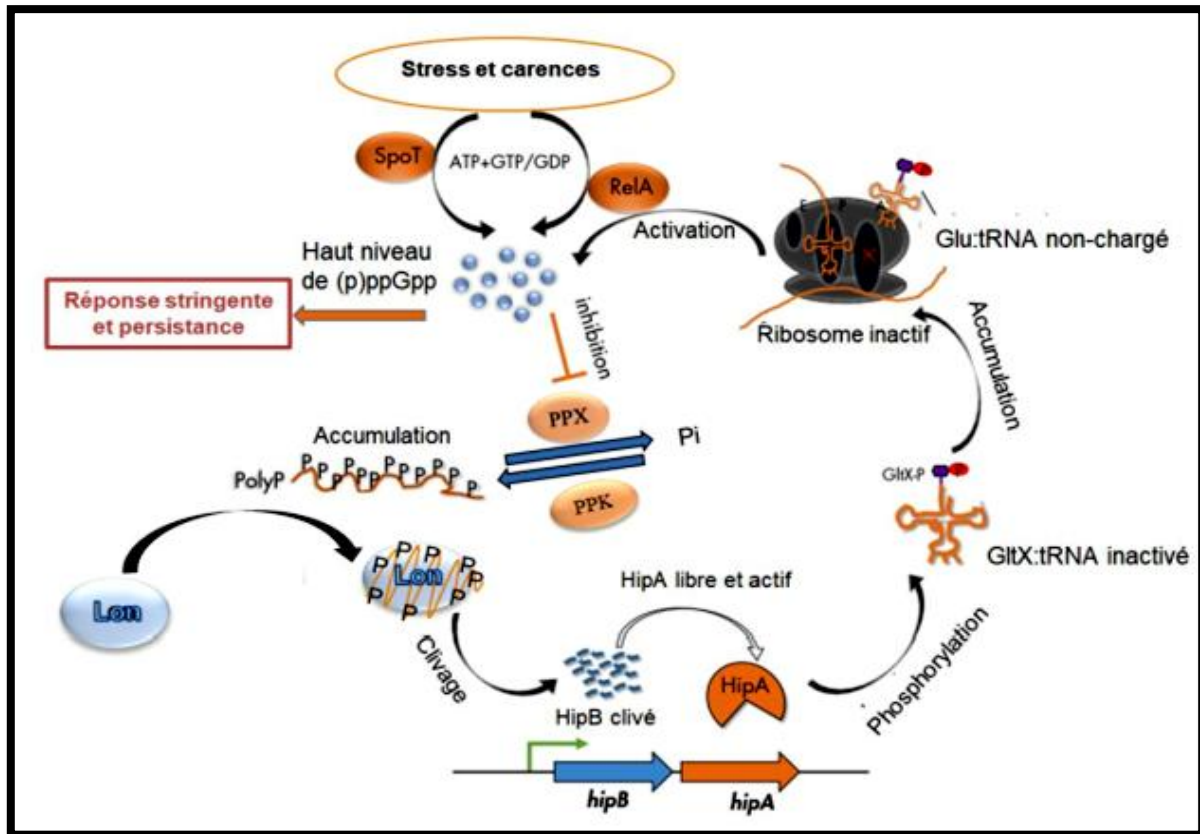 Stress et carences
SpoT
ATP+GTP/GDP
RelA
Activation
E P A
Glu:tRNA non-chargé
Haut niveau
de (p)ppGpp
Réponse stringente
et persistance
inhibition
Ribosome inactif
Accumulation
PPX
Pi
Accumulation
PolyP
P P P P P P P P P P P P
PPK
GltX-P
GltX:tRNA inactivé
Lon
P P P P P P P P
Lon
HipA libre et actif
Clivage
HipB clivé
HipA
Phosphorylation
hipB
hipA